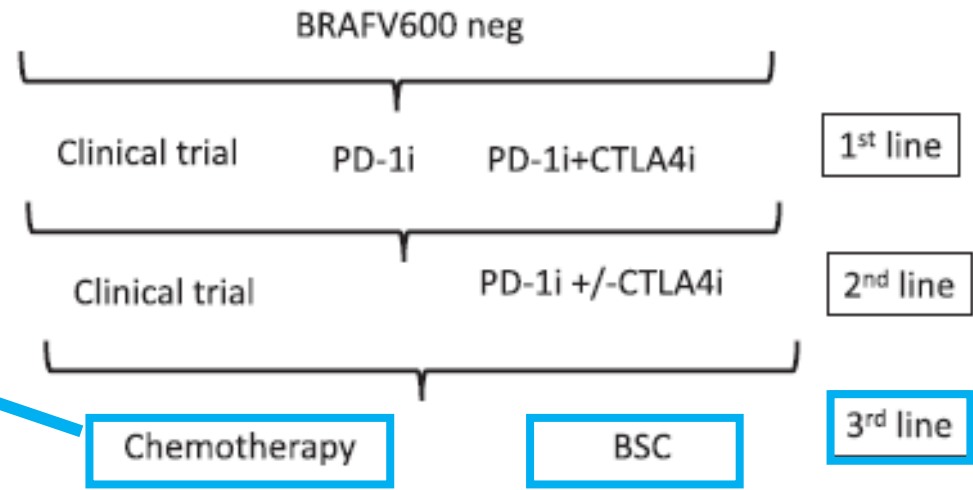 BRAFV600 neg
Clinical trial PD-1i PD-1i+CTLA4i 1st line
Clinical trial PD-1i +/-CTLA4i 2nd line
Chemotherapy BSC 3rd line